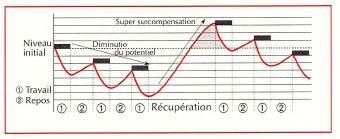 Super surcompensation
Niveau
initial
Diminutio
du potentiel
① Travail
② Repos
① ② ① ② ① Récupération ① ② ① ②